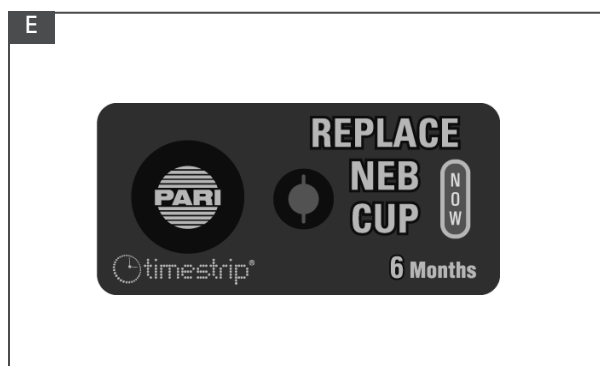 E
REPLACE
NEB
CUP
NOW
PARI
timestrip®
6 Months